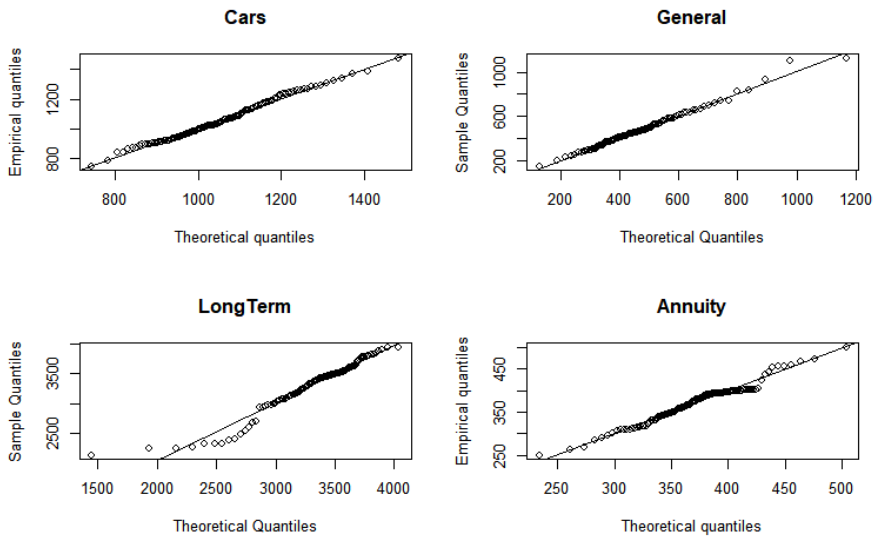 Cars
Empirical quantiles
1200
800
800 1000 1200 1400
Theoretical quantiles
General
Sample Quantiles
1000
600
200
200 400 600 800 1000 1200
Theoretical Quantiles
LongTerm
Sample Quantiles
3500
2500
1500 2000 2500 3000 3500 4000
Theoretical Quantiles
Annuity
Empirical quantiles
450
350
250
250 300 350 400 450 500
Theoretical quantiles